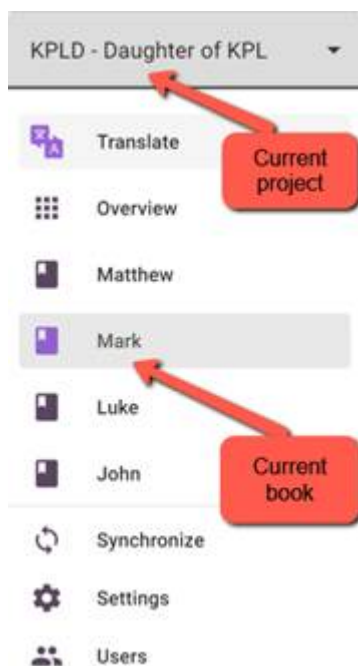 KPLD - Daughter of KPL
Translate
Current
project
Overview
Matthew
Mark
Luke
John
Current
book
Synchronize
Settings
Users